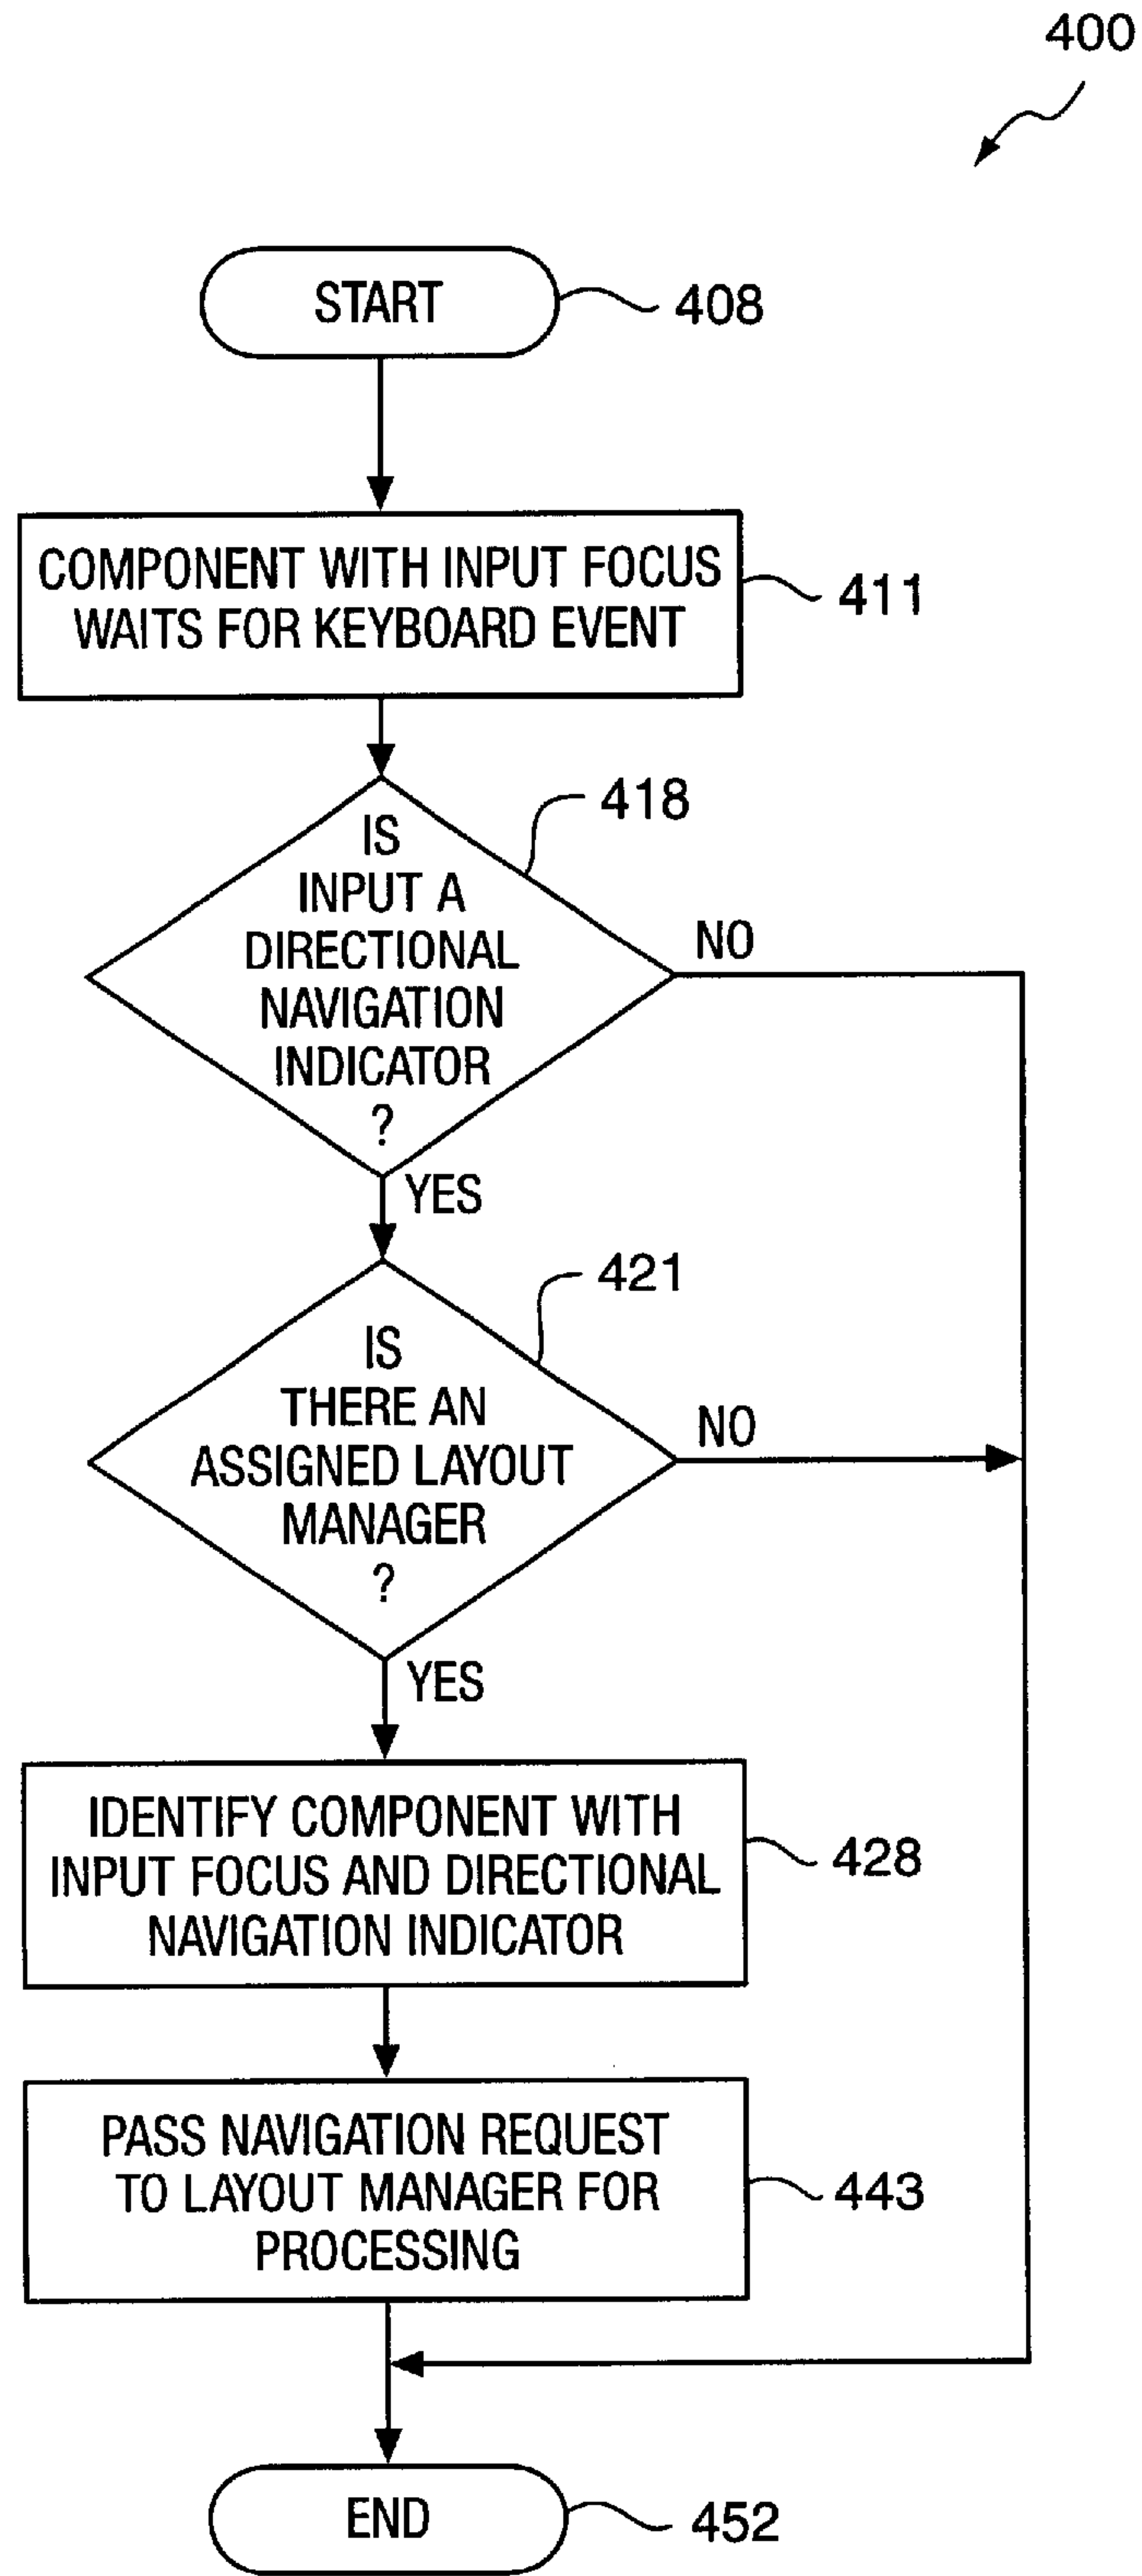 400
START
408
COMPONENT WITH INPUT FOCUS
WAITS FOR KEYBOARD EVENT
411
418
IS
INPUT A
DIRECTIONAL
NAVIGATION
INDICATOR
?
NO
YES
421
IS
THERE AN
ASSIGNED LAYOUT
MANAGER
?
NO
YES
IDENTIFY COMPONENT WITH
INPUT FOCUS AND DIRECTIONAL
NAVIGATION INDICATOR
428
PASS NAVIGATION REQUEST
TO LAYOUT MANAGER FOR
PROCESSING
443
END
452